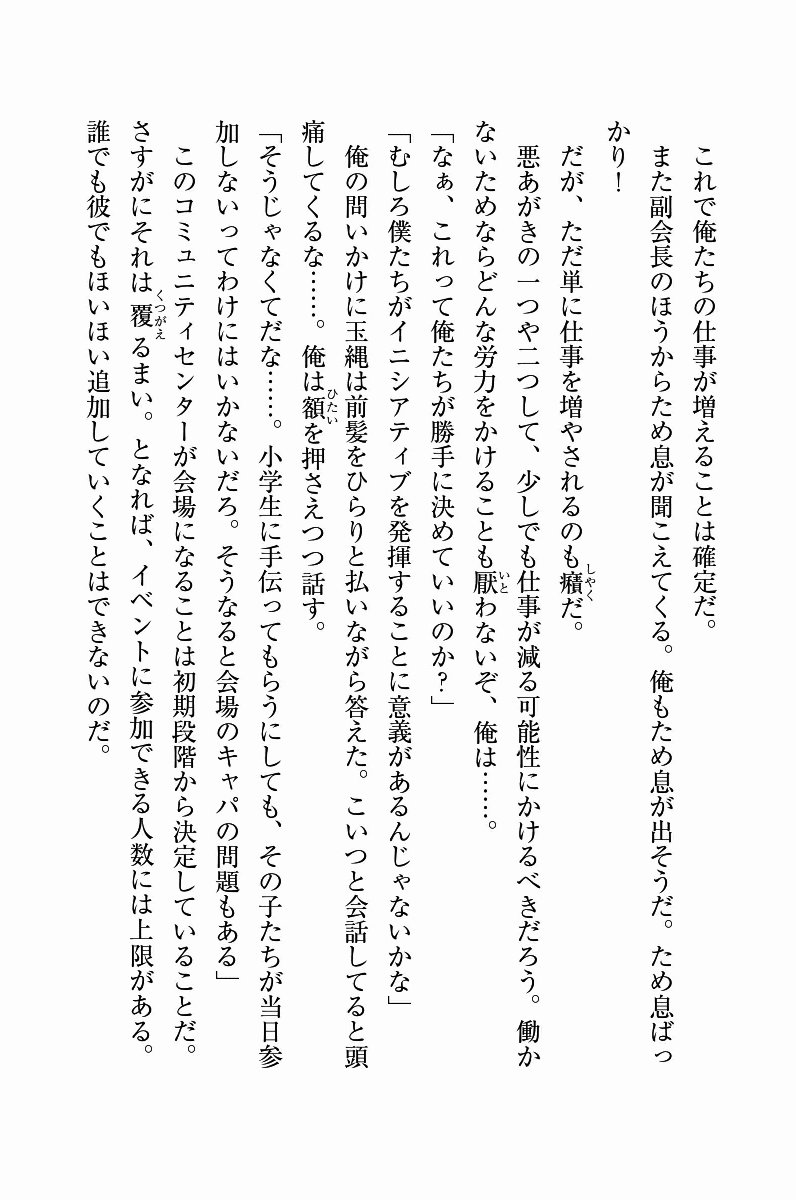 これで俺たちの仕事が増えることは確定だ。
また副会長のほうからため息が聞こえてくる。俺もため息が出そうだ。ため息ばっ
かり！
だが、ただ単に仕事を増やされるのも癪だ。
悪あがきの一つや二つして、少しでも仕事が減る可能性にかけるべきだろう。働か
ないためならどんな労力をかけることも厭わないぞ、俺は……。
「なぁ、これって俺たちが勝手に決めていいのか？」
「むしろ僕たちがイニシアティブを発揮することに意義があるんじゃないかな」
俺の問いかけに玉縄は前髪をひらりと払いながら答えた。こいつと会話してると頭
痛してくるな……。俺は額を押さえつつ話す。
「そうじゃなくてだな……。小学生に手伝ってもらうにしても、その子たちが当日参
加しないってわけにはいかないだろ。そうなると会場のキャパの問題もある」
このコミュニティセンターが会場になることは初期段階から決定していることだ。
さすがにそれは覆るまい。となれば、イベントに参加できる人数には上限がある。
誰でも彼でもほいほい追加していくことはできないのだ。
しゃく
いと
ひたい
くつがえ